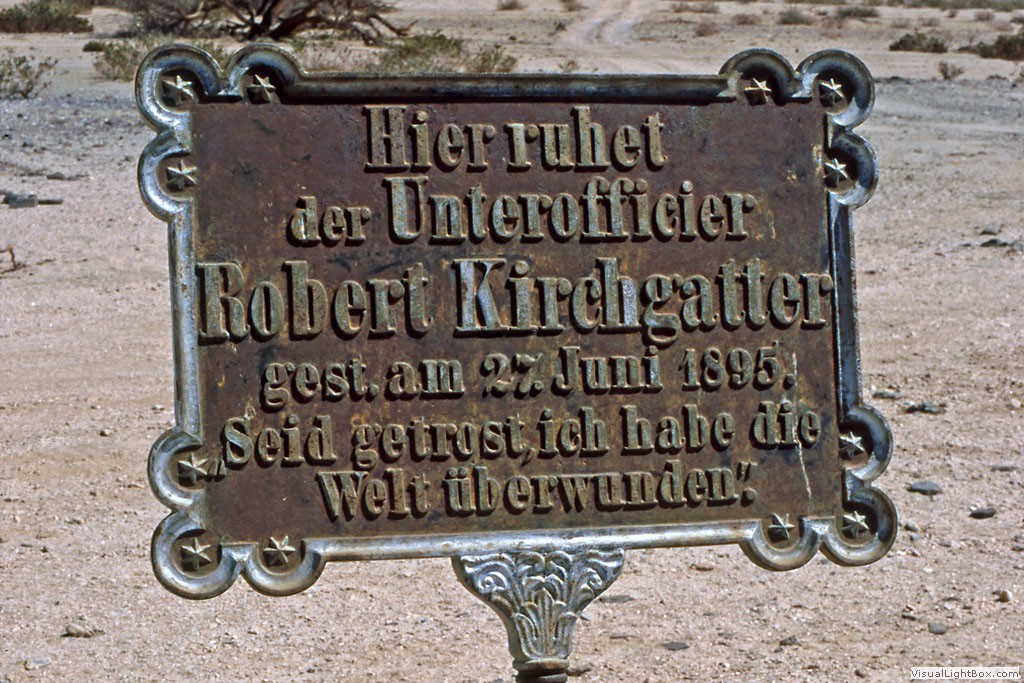 Hier ruhet
der Unterofficier
Robert Kirchgatter
gest. am 27. Juni 1895.
„Seid getrost, ich habe die
Welt überwunden“.
VisualLightBox.com